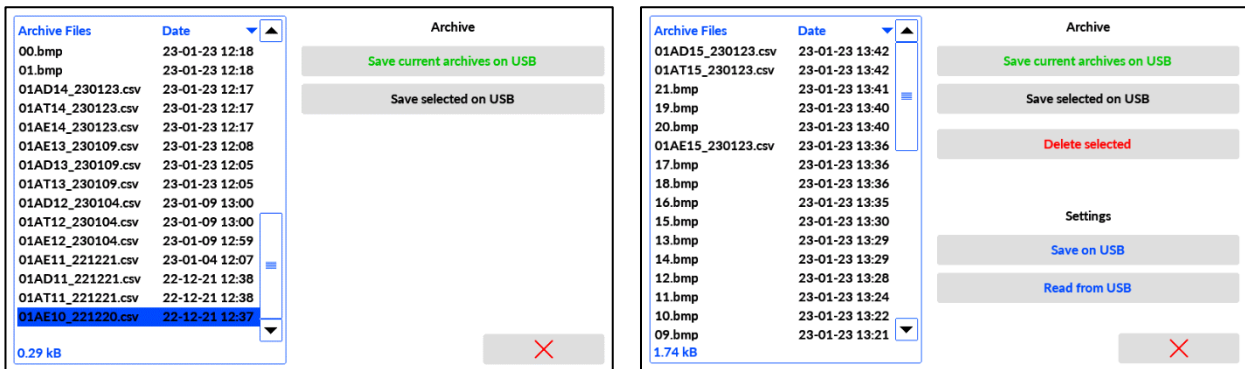 Archive Files Date
00.bmp 23-01-23 12:18
01.bmp 23-01-23 12:18
01AD14_230123.csv 23-01-23 12:17
01AT14_230123.csv 23-01-23 12:17
01AE14_230123.csv 23-01-23 12:17
01AE13_230109.csv 23-01-23 12:08
01AD13_230109.csv 23-01-23 12:05
01AT13_230109.csv 23-01-23 12:05
01AD12_230104.csv 23-01-09 13:00
01AT12_230104.csv 23-01-09 13:00
01AE12_230104.csv 23-01-09 12:59
01AE11_221221.csv 23-01-04 12:07
01AD11_221221.csv 22-12-21 12:38
01AT11_221221.csv 22-12-21 12:38
01AE10_221220.csv 22-12-21 12:37
0.29 kB
Archive
Save current archives on USB
Save selected on USB
Archive Files Date
01AD15_230123.csv 23-01-23 13:42
01AT15_230123.csv 23-01-23 13:42
21.bmp 23-01-23 13:41
19.bmp 23-01-23 13:40
20.bmp 23-01-23 13:40
01AE15_230123.csv 23-01-23 13:36
17.bmp 23-01-23 13:36
18.bmp 23-01-23 13:36
16.bmp 23-01-23 13:35
15.bmp 23-01-23 13:30
13.bmp 23-01-23 13:29
14.bmp 23-01-23 13:29
12.bmp 23-01-23 13:28
11.bmp 23-01-23 13:24
10.bmp 23-01-23 13:22
09.bmp 23-01-23 13:21
1.74 kB
Archive
Save current archives on USB
Save selected on USB
Delete selected
Settings
Save on USB
Read from USB